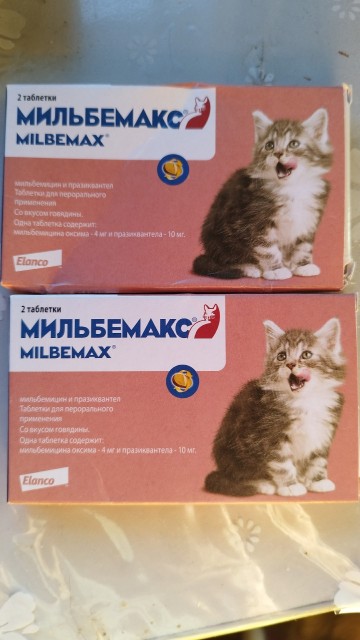 2 таблетки
МИЛЬБЕМАКС
MILBEMAX®
мильбемицин и празиквантел
Таблетки для перорального
применения
Со вкусом говядины.
Одна таблетка содержит:
мильбемицина оксима - 4 мг и празиквантела - 10 мг.
Elanco
2 таблетки
МИЛЬБЕМАКС
MILBEMAX®
мильбемицин и празиквантел
Таблетки для перорального
применения
Со вкусом говядины.
Одна таблетка содержит:
мильбемицина оксима - 4 мг и празиквантела - 10 мг.
Elanco